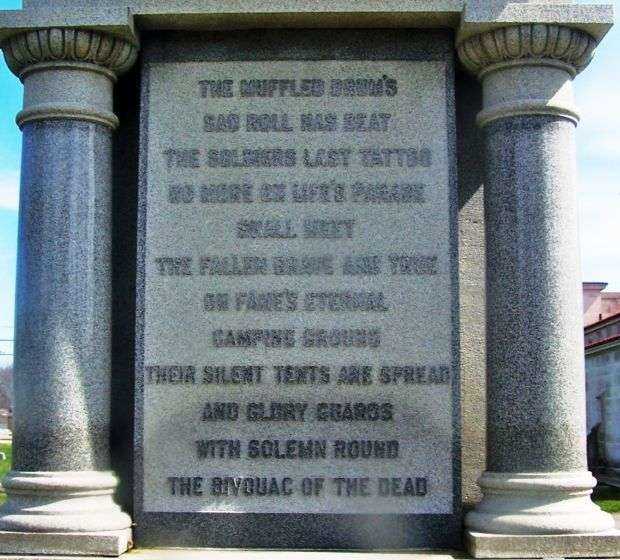 THE MUFFLED DRUM'S
SAD ROLL HAS BEAT
THE SOLDIERS LAST TATTOO
NO MORE ON LIFE'S PARADE
SHALL MEET
THE FALLEN BRAVE AND TRUE
ON FAME'S ETERNAL
CAMPING GROUND
THEIR SILENT TENTS ARE SPREAD
AND GLORY GUARDS
WITH SOLEMN ROUND
THE BIVOUAC OF THE DEAD